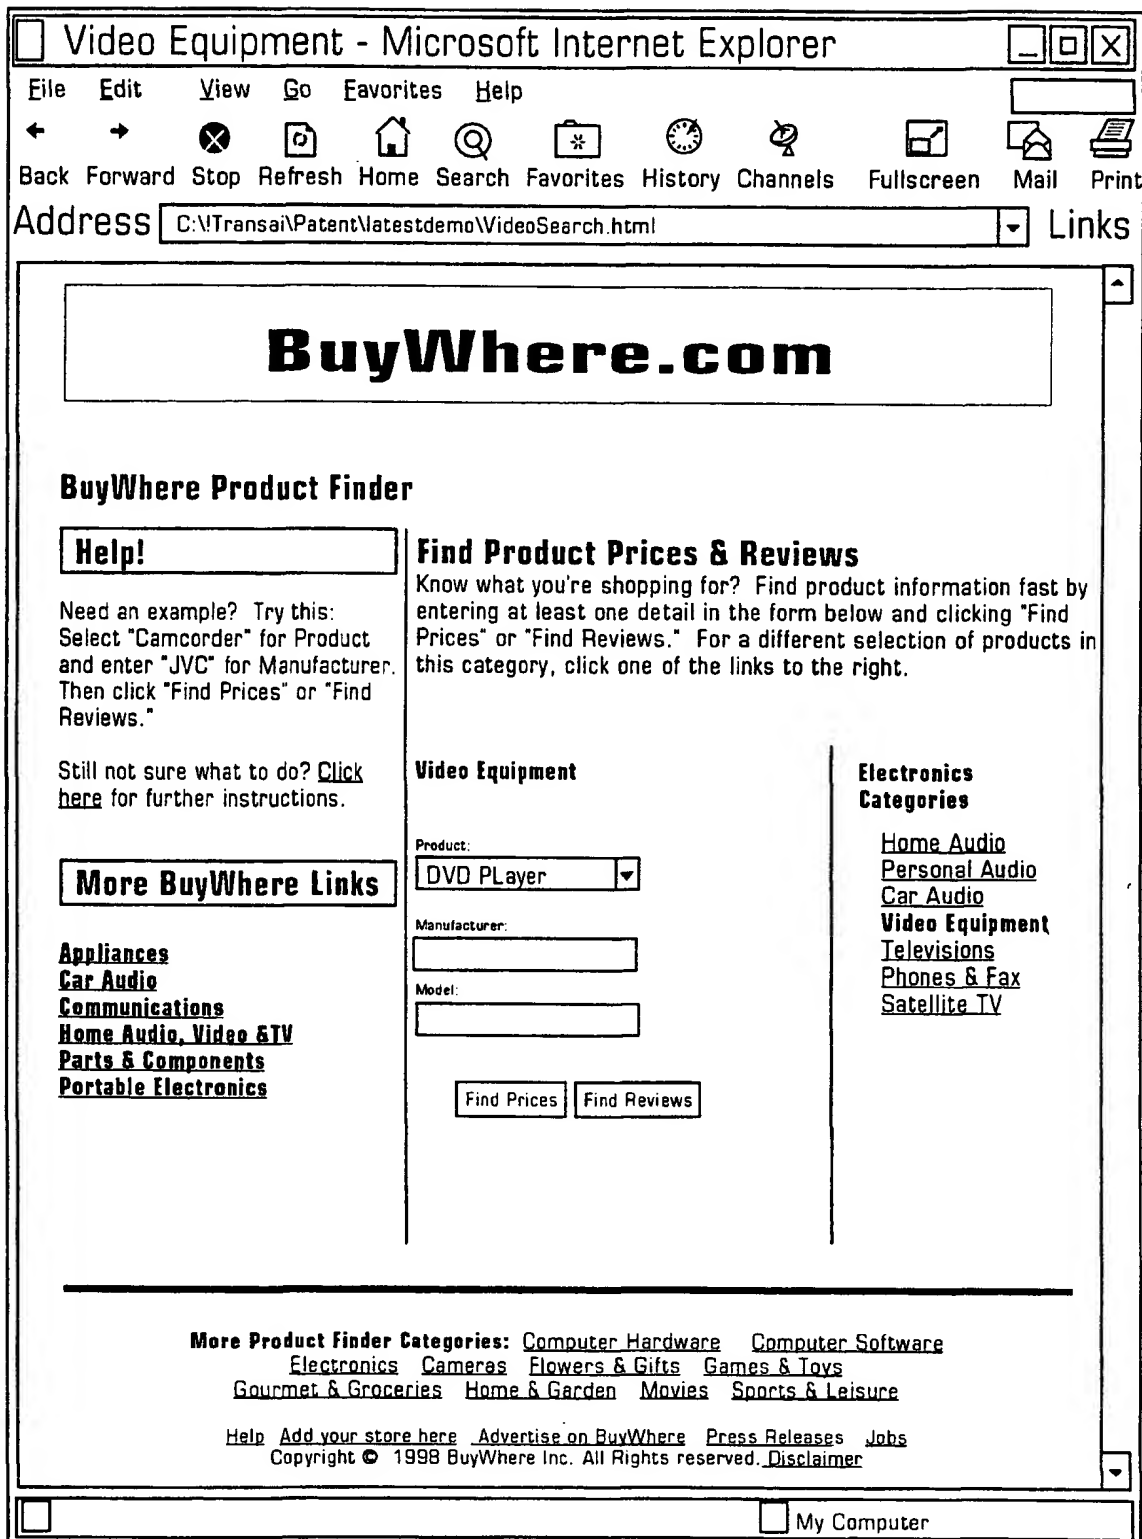 Video Equipment - Microsoft Internet Explorer
Eile Edit View Go Eavorites Help
Back Forward Stop Refresh Home Search Favorites History Channels Fullscreen Mail Print
Address C:\!Transai\Patent\latestdemo\VideoSearch.html Links
BuyWhere.com
BuyWhere Product Finder
Help!
Need an example? Try this:
Select "Camcorder" for Product
and enter "JVC" for Manufacturer.
Then click "Find Prices" or "Find
Reviews."
Still not sure what to do? Click
here for further instructions.
More BuyWhere Links
Appliances
Car Audio
Communications
Home Audio, Video &TV
Parts & Components
Portable Electronics
Find Product Prices & Reviews
Know what you're shopping for? Find product information fast by
entering at least one detail in the form below and clicking "Find
Prices" or "Find Reviews." For a different selection of products in
this category, click one of the links to the right.
Video Equipment
Product:
DVD PLayer
Manufacturer:
Model:
Find Prices Find Reviews
Electronics
Categories
Home Audio
Personal Audio
Car Audio
Video Equipment
Televisions
Phones & Fax
Satellite TV
More Product Finder Categories: Computer Hardware Computer Software
Electronics Cameras Flowers & Gifts Games & Toys
Gourmet & Groceries Home & Garden Movies Sports & Leisure
Help Add your store here Advertise on BuyWhere Press Releases Jobs
Copyright © 1998 BuyWhere Inc. All Rights reserved. Disclaimer
My Computer